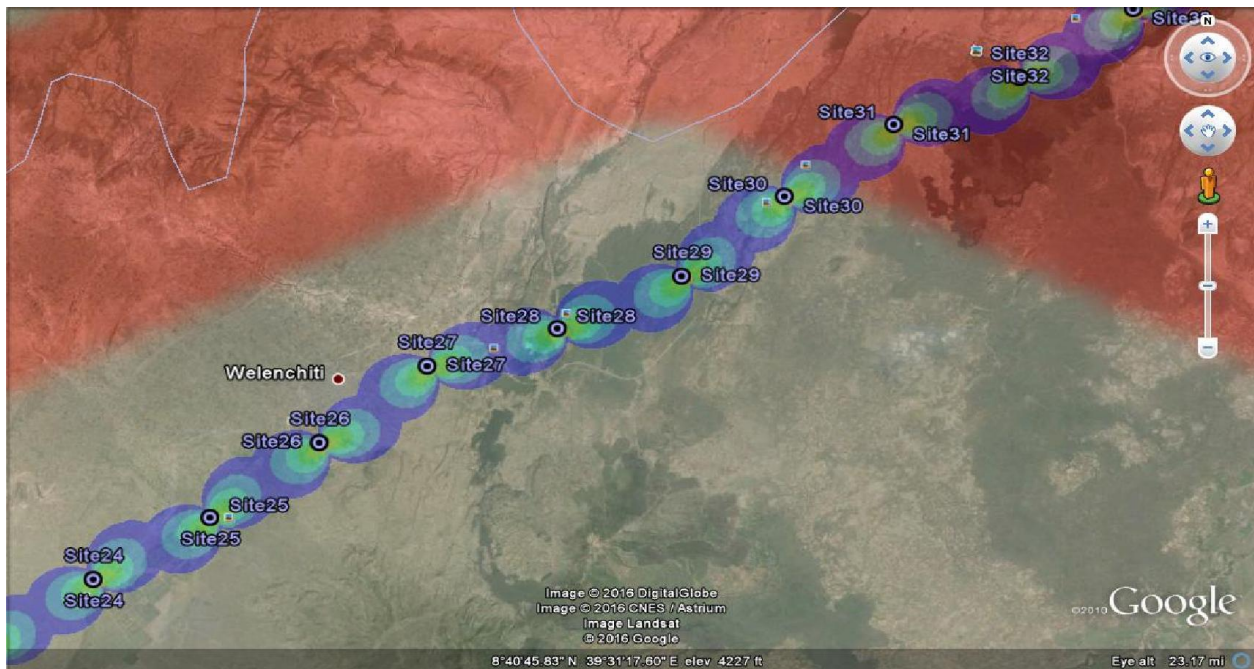 Site33
N
Site32
Site32
Site31
Site31
Site30
Site30
Site29
Site29
Site28
Site28
Site27
Site27
Welenchiti
Site26
Site26
Site25
Site25
Site24
Site24
Image © 2016 DigitalGlobe
Image © 2016 CNES / Astrium
Image Landsat
© 2016 Google
©2010 Google
8°40'45.83" N 39°31'17.60" E elev 4227 ft
Eye alt 23.17 mi